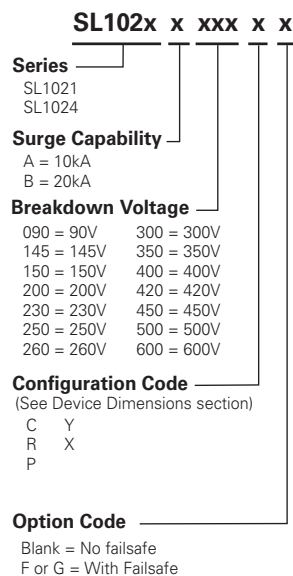 SL102x x xxx x x
Series
SL1021
SL1024
Surge Capability
A = 10kA
B = 20kA
Breakdown Voltage
090 = 90V 300 = 300V
145 = 145V 350 = 350V
150 = 150V 400 = 400V
200 = 200V 420 = 420V
230 = 230V 450 = 450V
250 = 250V 500 = 500V
260 = 260V 600 = 600V
Configuration Code
(See Device Dimensions section)
C Y
R X
P
Option Code
Blank = No failsafe
F or G = With Failsafe